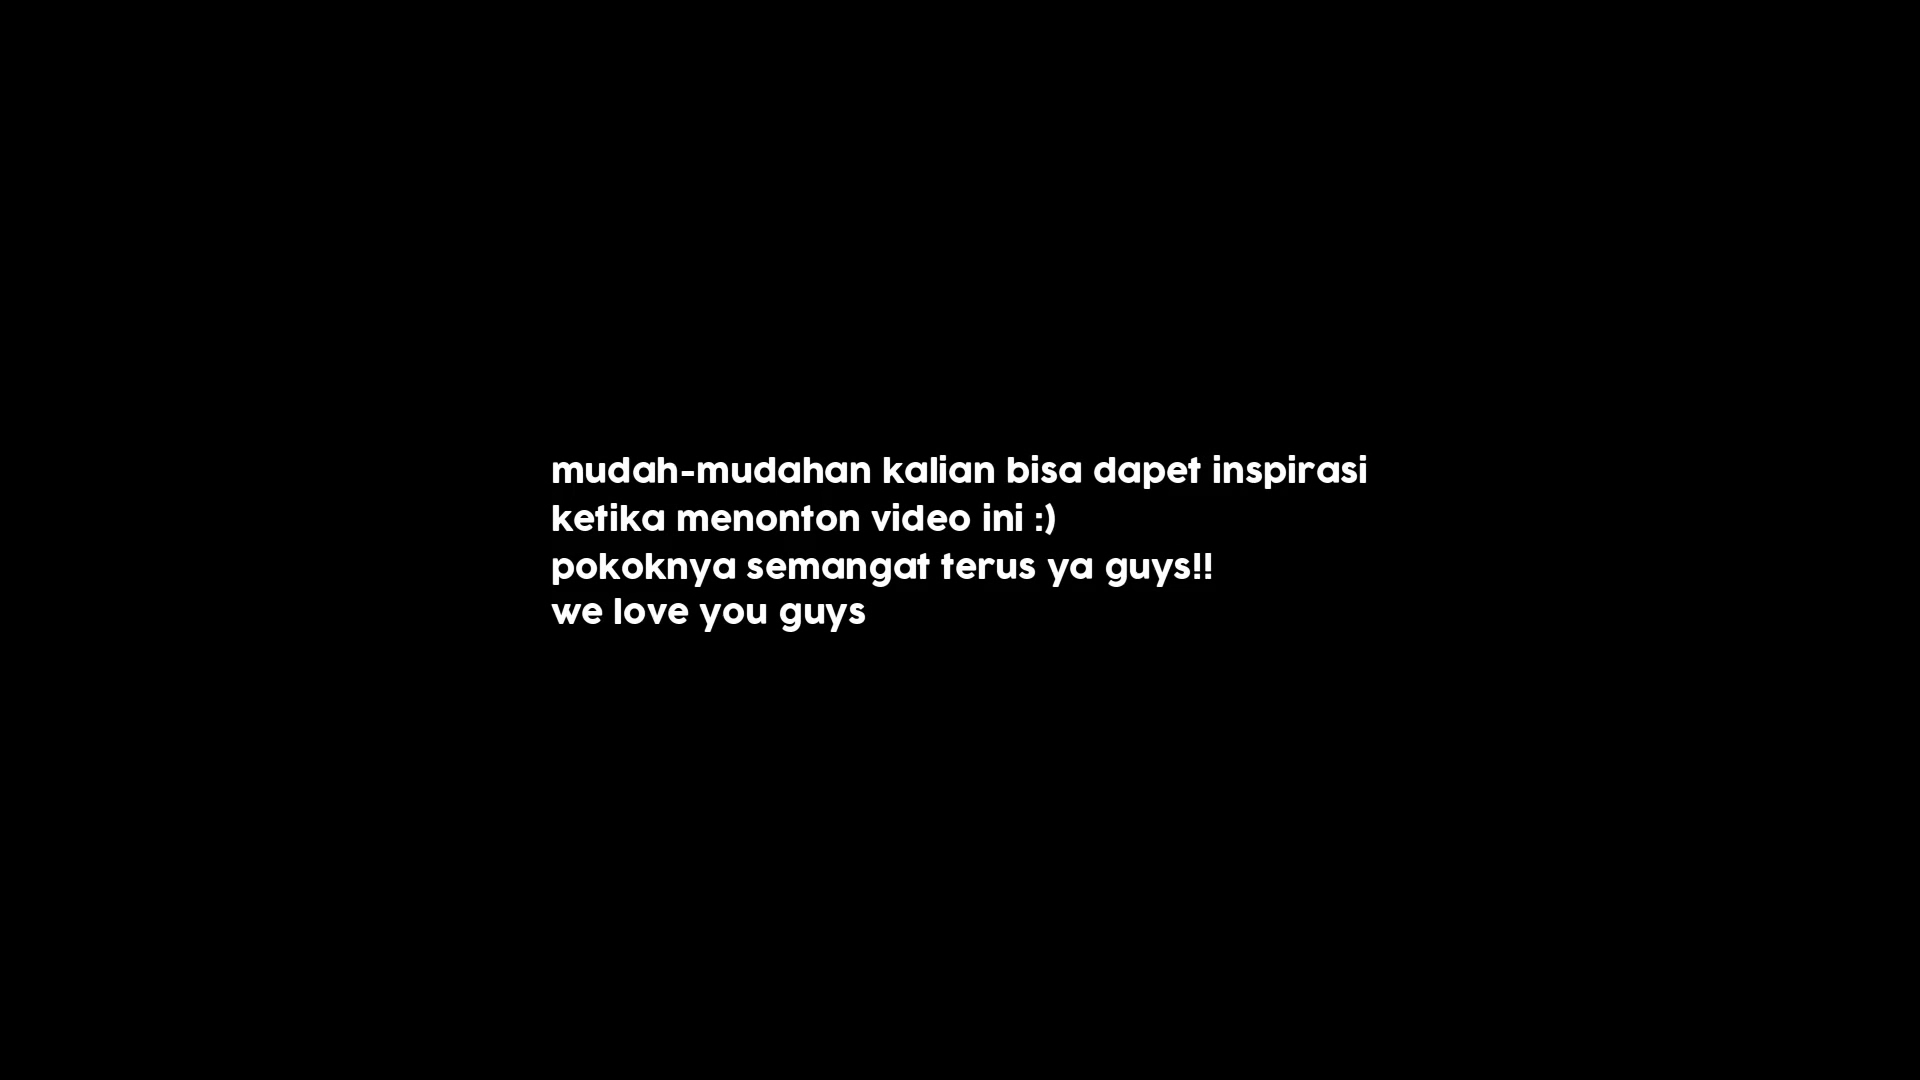 mudah-mudahan kalian bisa dapet inspirasi
ketika menonton video ini :)
pokoknya semangat terus ya guys!!
we love you guys